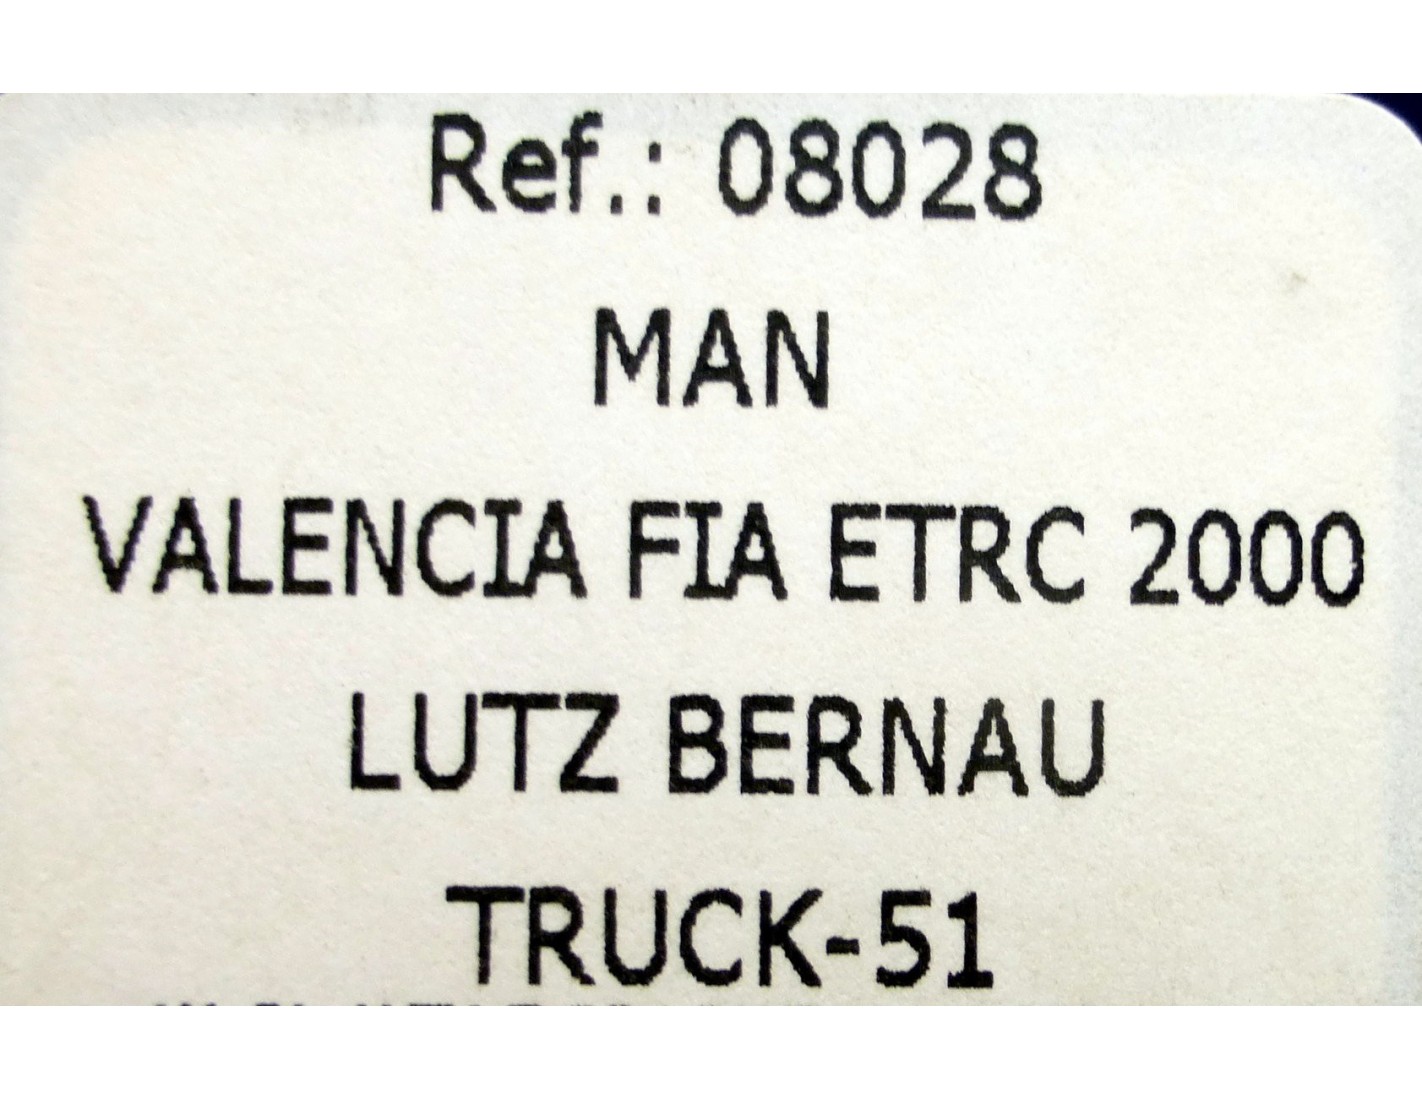 Ref.: 08028
MAN
VALENCIA FIA ETRC 2000
LUTZ BERNAU
TRUCK-51